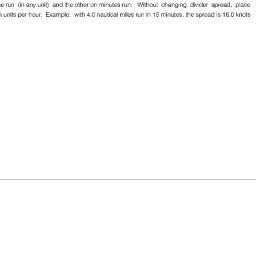 e run (in any unit) and the other on minutes run. Without changing divider spread, place
units per hour. Example: with 4.0 nautical miles run in 15 minutes, the spread is 16.0 knots